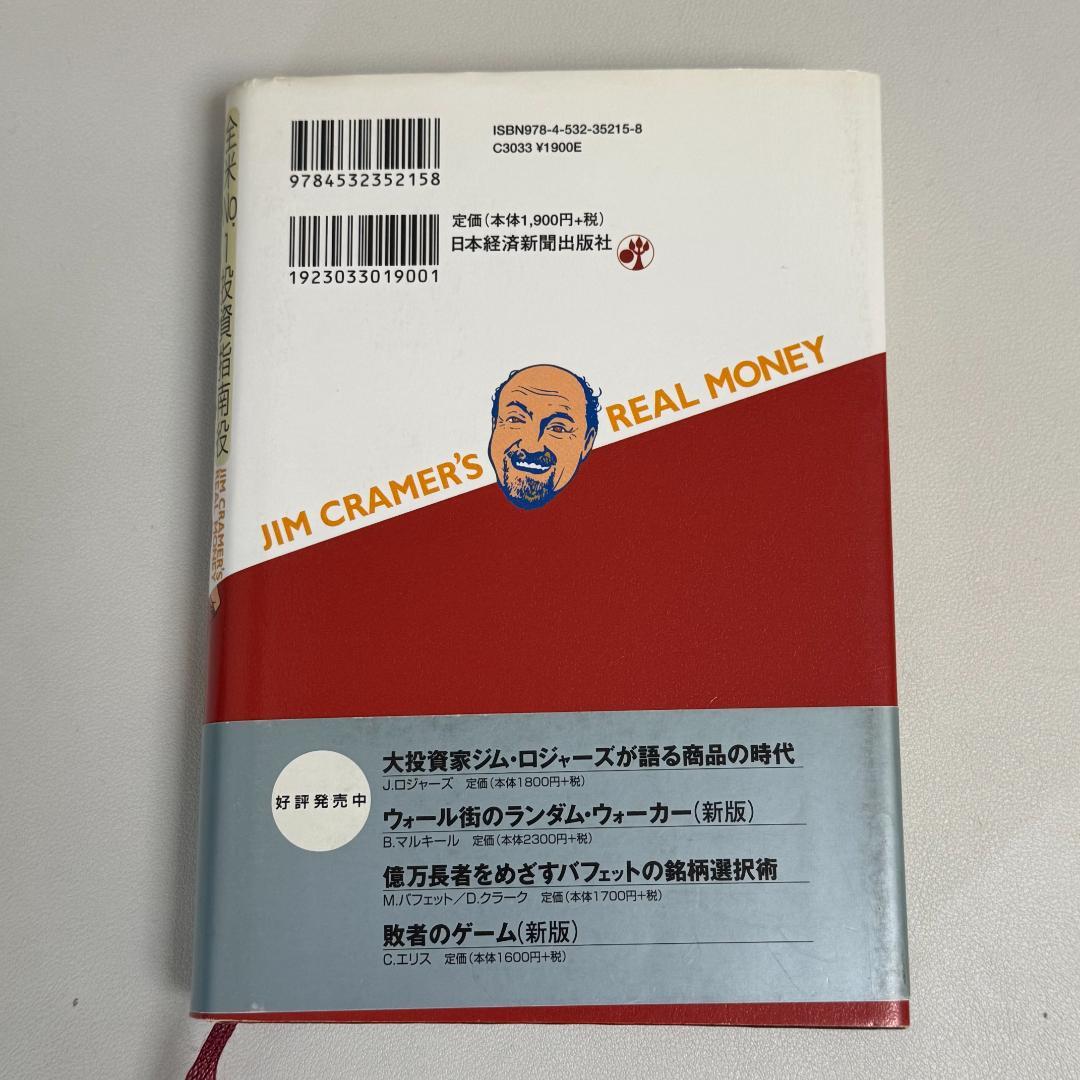 ISBN978-4-532-35215-8
C3033 ¥1900E
9784532352158
定価（本体1,900円+税）
日本経済新聞出版社
1923033019001
全米No.1投資指南役
JIM CRAMER'S
REAL MONEY
JIM CRAMER'S REAL MONEY
好評発売中
大投資家ジム・ロジャーズが語る商品の時代
J.ロジャーズ 定価（本体1800円+税）
ウォール街のランダム・ウォーカー（新版）
B.マルキール 定価（本体2300円+税）
億万長者をめざすバフェットの銘柄選択術
M.バフェット／D.クラーク 定価（本体1700円+税）
敗者のゲーム（新版）
C.エリス 定価（本体1600円+税）